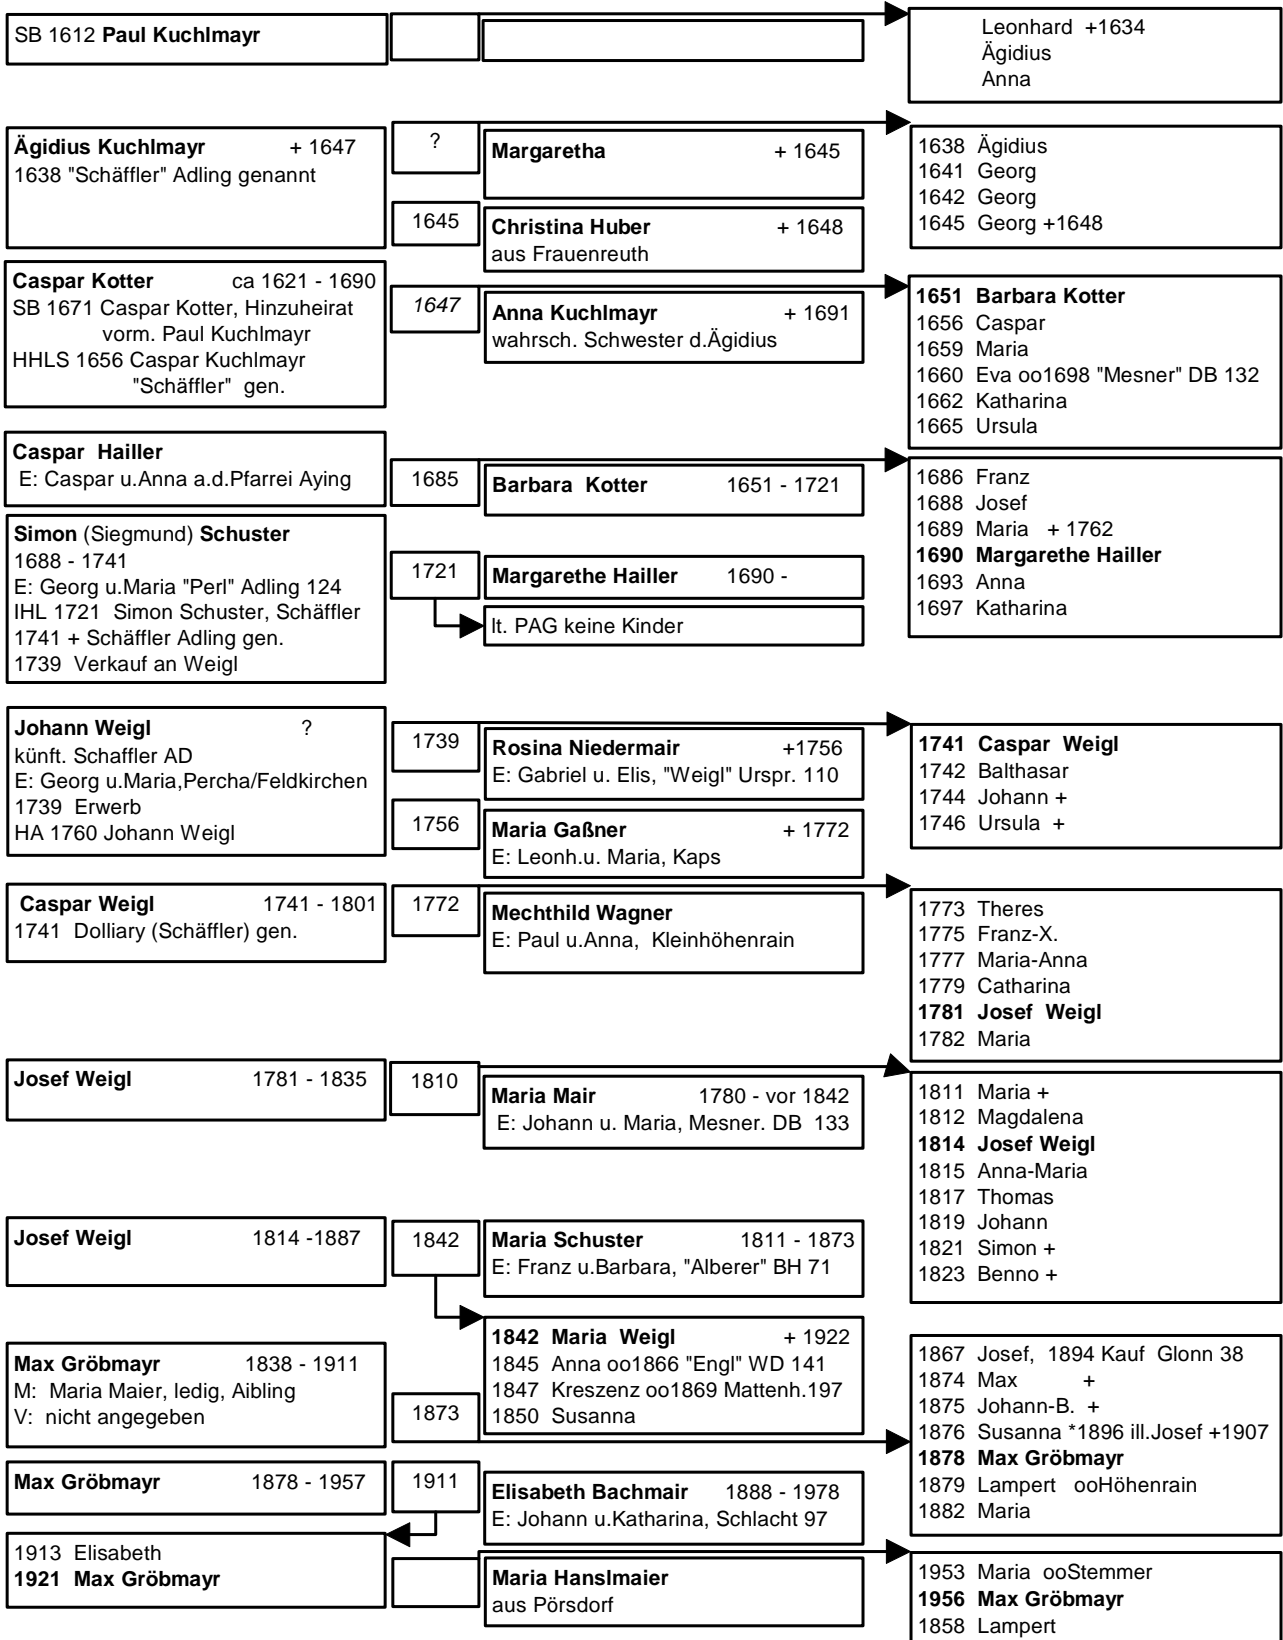 SB 1612 Paul Kuchlmayr
Leonhard +1634
Ägidius
Anna
Ägidius Kuchlmayr + 1647
1638 "Schäffler" Adling genannt
?
Margaretha + 1645
1645
Christina Huber + 1648
aus Frauenreuth
1638 Ägidius
1641 Georg
1642 Georg
1645 Georg +1648
Caspar Kotter ca 1621 - 1690
SB 1671 Caspar Kotter, Hinzuheirat
vorm. Paul Kuchlmayr
HHLS 1656 Caspar Kuchlmayr
"Schäffler" gen.
1647
Anna Kuchlmayr + 1691
wahrsch. Schwester d.Ägidius
1651 Barbara Kotter
1656 Caspar
1659 Maria
1660 Eva oo1698 "Mesner" DB 132
1662 Katharina
1665 Ursula
Caspar Hailler
E: Caspar u.Anna a.d.Pfarrei Aying
1685
Barbara Kotter 1651 - 1721
1686 Franz
1688 Josef
1689 Maria + 1762
1690 Margarethe Hailler
1693 Anna
1697 Katharina
Simon (Siegmund) Schuster
1688 - 1741
E: Georg u.Maria "Perl" Adling 124
IHL 1721 Simon Schuster, Schäffler
1741 + Schäffler Adling gen.
1739 Verkauf an Weigl
1721
Margarethe Hailler 1690 -
lt. PAG keine Kinder
Johann Weigl ?
künft. Schaffler AD
E: Georg u.Maria,Percha/Feldkirchen
1739 Erwerb
HA 1760 Johann Weigl
1739
Rosina Niedermair +1756
E: Gabriel u. Elis, "Weigl" Urspr. 110
1756
Maria Gaßner + 1772
E: Leonh.u. Maria, Kaps
1741 Caspar Weigl
1742 Balthasar
1744 Johann +
1746 Ursula +
Caspar Weigl 1741 - 1801
1741 Dolliary (Schäffler) gen.
1772
Mechthild Wagner
E: Paul u.Anna, Kleinhöhenrain
1773 Theres
1775 Franz-X.
1777 Maria-Anna
1779 Catharina
1781 Josef Weigl
1782 Maria
Josef Weigl 1781 - 1835
1810
Maria Mair 1780 - vor 1842
E: Johann u. Maria, Mesner. DB 133
1811 Maria +
1812 Magdalena
1814 Josef Weigl
1815 Anna-Maria
1817 Thomas
1819 Johann
1821 Simon +
1823 Benno +
Josef Weigl 1814 -1887
1842
Maria Schuster 1811 - 1873
E: Franz u.Barbara, "Alberer" BH 71
1842 Maria Weigl + 1922
1845 Anna oo1866 "Engl" WD 141
1847 Kreszenz oo1869 Mattenh.197
1850 Susanna
Max Gröbmayr 1838 - 1911
M: Maria Maier, ledig, Aibling
V: nicht angegeben
1873
1867 Josef, 1894 Kauf Glonn 38
1874 Max +
1875 Johann-B. +
1876 Susanna *1896 ill.Josef +1907
1878 Max Gröbmayr
1879 Lampert ooHöhenrain
1882 Maria
Max Gröbmayr 1878 - 1957
1911
Elisabeth Bachmair 1888 - 1978
E: Johann u.Katharina, Schlacht 97
1913 Elisabeth
1921 Max Gröbmayr
Maria Hanslmaier
aus Pörsdorf
1953 Maria ooStemmer
1956 Max Gröbmayr
1858 Lampert